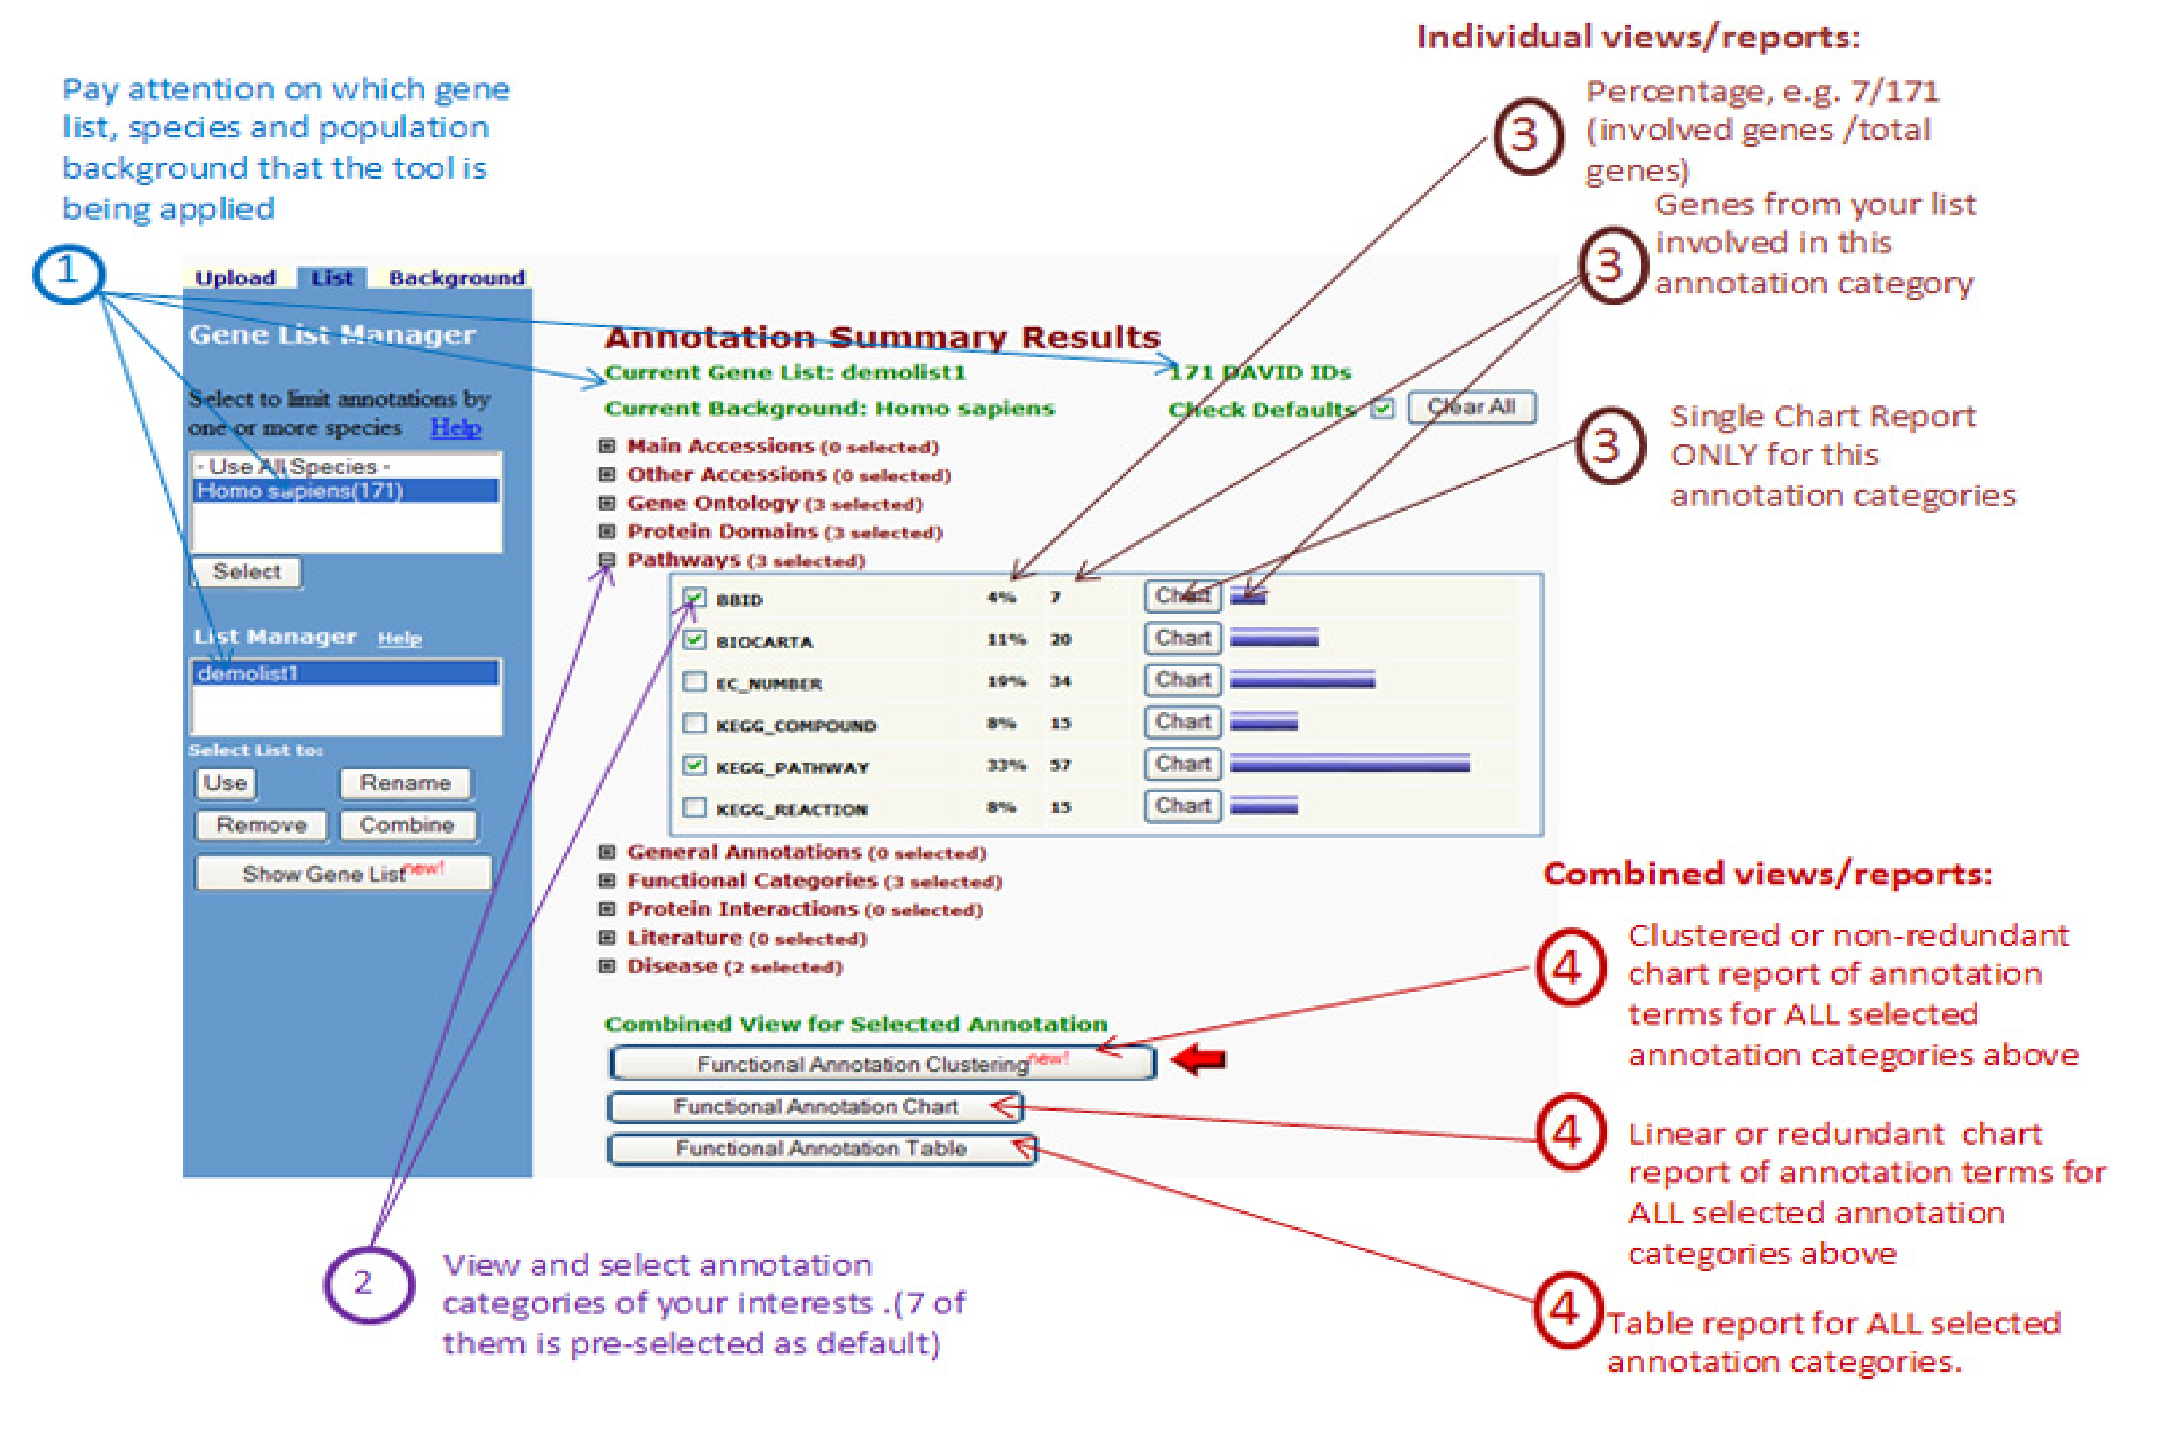 Individual views/reports:
Pay attention on which gene
list, species and population
background that the tool is
being applied
1
3
Percentage, e.g. 7/171
(involved genes /total
genes)
3
Genes from your list
involved in this
annotation category
3
Single Chart Report
ONLY for this
annotation categories
Upload List Background
Gene List Manager
Select to limit annotations by
one or more species Help
- Use All Species -
Homo sapiens(171)
Select
List Manager Help
demolist1
Select List to:
Use Rename
Remove Combine
Show Gene List new!
Annotation Summary Results
Current Gene List: demolist1 171 DAVID IDs
Current Background: Homo sapiens Check Defaults Clear All
Main Accessions (0 selected)
Other Accessions (0 selected)
Gene Ontology (3 selected)
Protein Domains (3 selected)
Pathways (3 selected)
BBID 4% 7 Chart
BIOCARTA 11% 20 Chart
EC_NUMBER 19% 34 Chart
KEGG_COMPOUND 8% 15 Chart
KEGG_PATHWAY 33% 57 Chart
KEGG_REACTION 8% 15 Chart
General Annotations (0 selected)
Functional Categories (3 selected)
Protein Interactions (0 selected)
Literature (0 selected)
Disease (2 selected)
Combined View for Selected Annotation
Functional Annotation Clustering new!
Functional Annotation Chart
Functional Annotation Table
Combined views/reports:
4
Clustered or non-redundant
chart report of annotation
terms for ALL selected
annotation categories above
4
Linear or redundant chart
report of annotation terms for
ALL selected annotation
categories above
4
Table report for ALL selected
annotation categories.
2
View and select annotation
categories of your interests .(7 of
them is pre-selected as default)